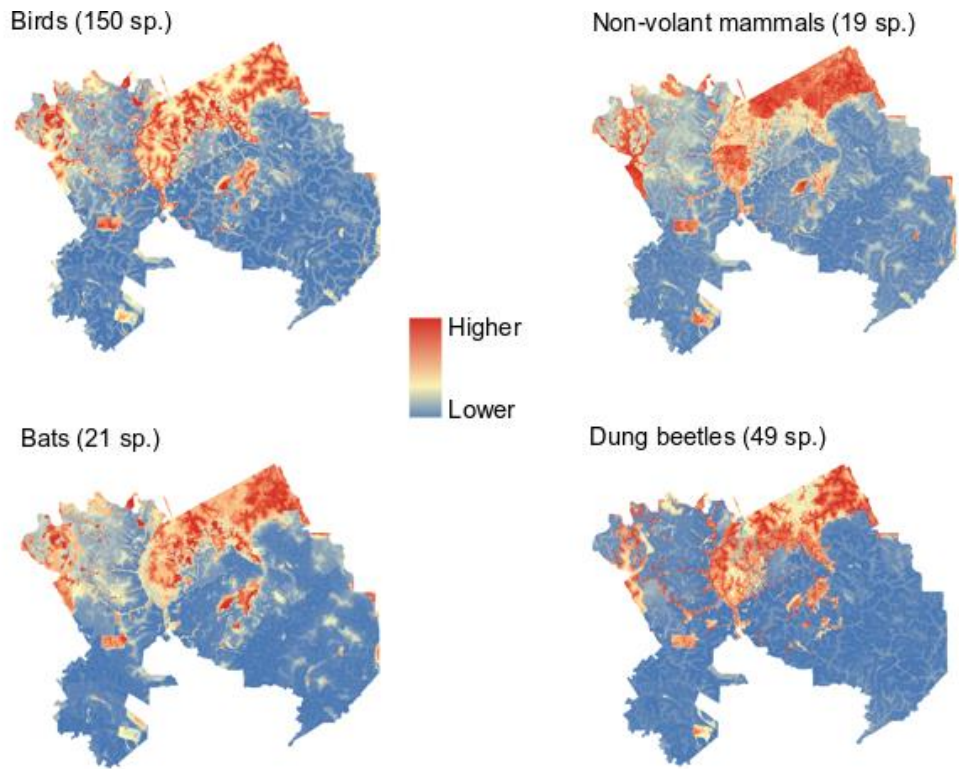 Birds (150 sp.)
Non-volant mammals (19 sp.)
Higher
Lower
Bats (21 sp.)
Dung beetles (49 sp.)